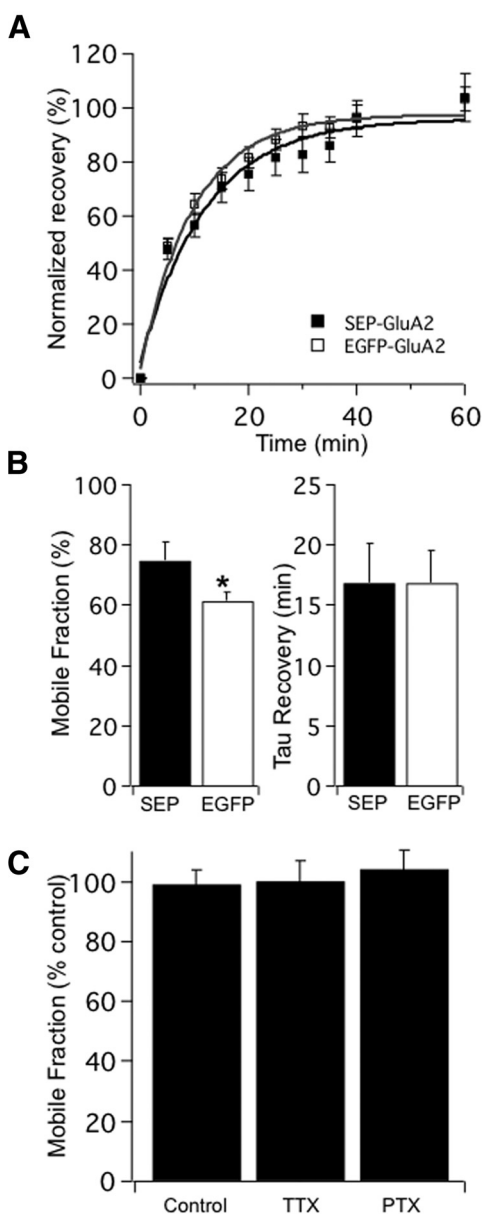 A
Normalized recovery (%)
120
100
80
60
40
20
0
SEP-GluA2
EGFP-GluA2
0 20 40 60
Time (min)
B
Mobile Fraction (%)
100
80
60
40
20
0
*
SEP EGFP
Tau Recovery (min)
25
20
15
10
5
0
SEP EGFP
C
Mobile Fraction (% control)
100
80
60
40
20
0
Control TTX PTX